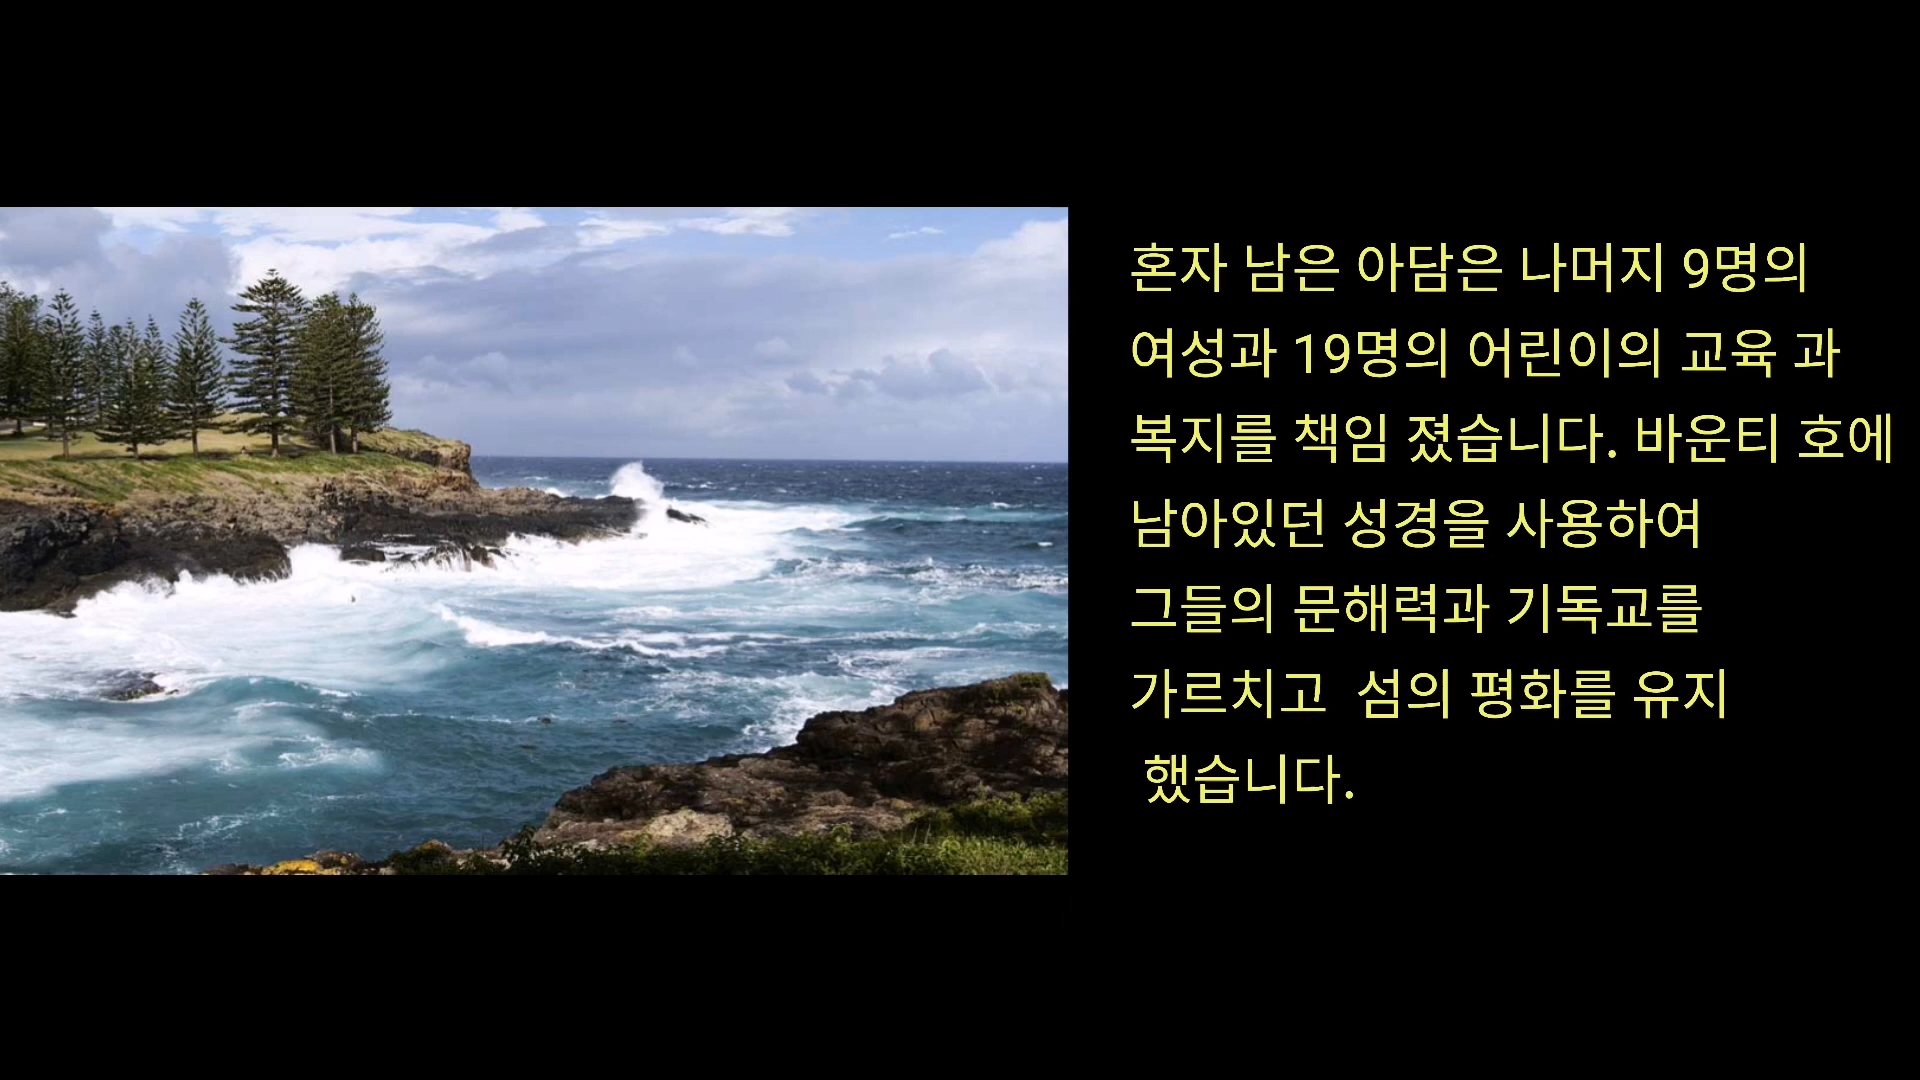 혼자 남은 아담은 나머지 9명의
여성과 19명의 어린이의 교육 과
복지를 책임 졌습니다. 바운티 호에
남아있던 성경을 사용하여
그들의 문해력과 기독교를
가르치고  섬의 평화를 유지
했습니다.